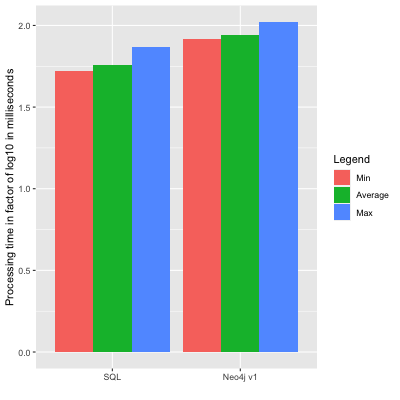 Processing time in factor of log10 in milliseconds
2.0
1.5
1.0
0.5
0.0
SQL
Neo4j v1
Legend
Min
Average
Max